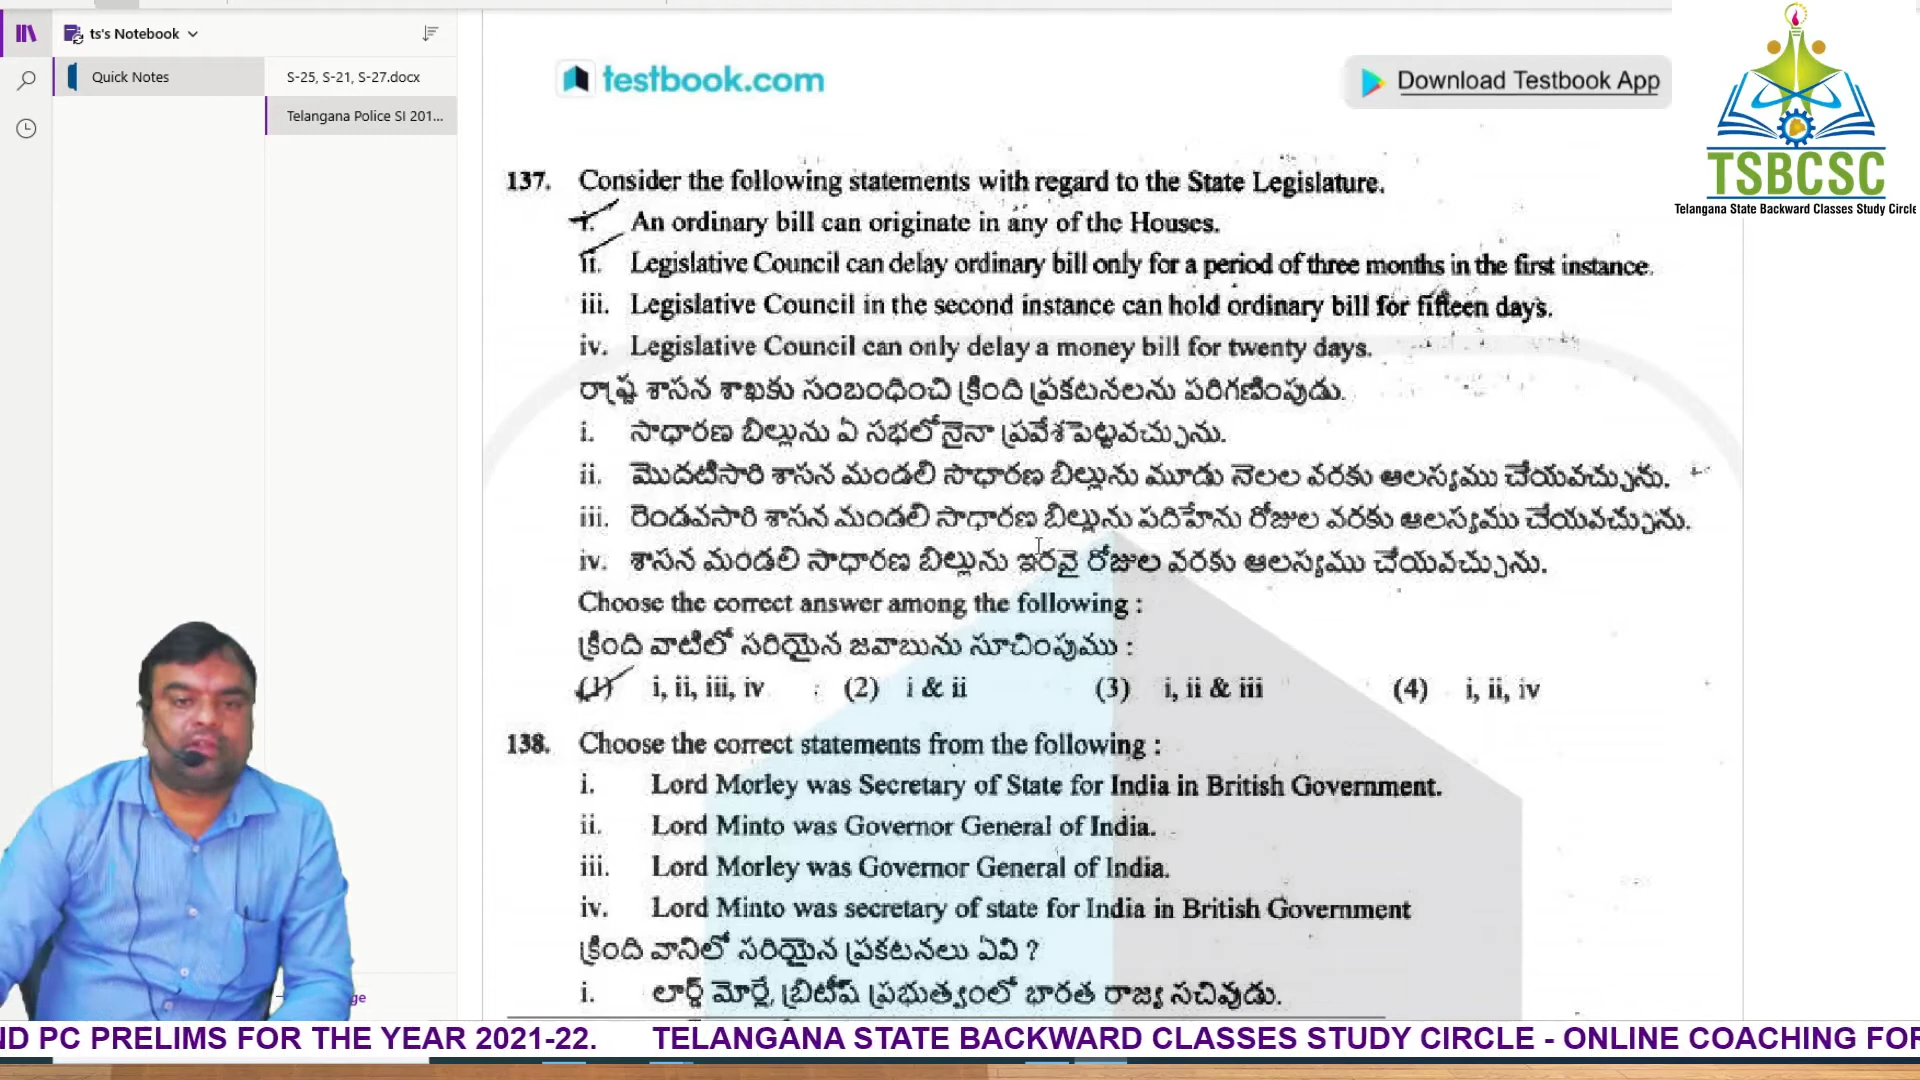 ts's Notebook
Quick Notes
S-25, S-21, S-27.docx
Telangana Police SI 201...
testbook.com
Download Testbook App
TSBCSC
Telangana State Backward Classes Study Circle
137. Consider the following statements with regard to the State Legislature.
i. An ordinary bill can originate in any of the Houses.
ii. Legislative Council can delay ordinary bill only for a period of three months in the first instance.
iii. Legislative Council in the second instance can hold ordinary bill for fifteen days.
iv. Legislative Council can only delay a money bill for twenty days.
రాష్ట్ర శాసన శాఖకు సంబంధించి క్రింది ప్రకటనలను పరిగణింపుడు.
i. సాధారణ బిల్లును ఏ సభలోనైనా ప్రవేశపెట్టవచ్చును.
ii. మొదటిసారి శాసన మండలి సాధారణ బిల్లును మూడు నెలల వరకు ఆలస్యము చేయవచ్చును.
iii. రెండవసారి శాసన మండలి సాధారణ బిల్లును పదిహేను రోజుల వరకు ఆలస్యము చేయవచ్చును.
iv. శాసన మండలి సాధారణ బిల్లును ఇరవై రోజుల వరకు ఆలస్యము చేయవచ్చును.
Choose the correct answer among the following :
క్రింది వాటిలో సరియైన జవాబును సూచింపుము :
(1) i, ii, iii, iv (2) i & ii (3) i, ii & iii (4) i, ii, iv
138. Choose the correct statements from the following :
i. Lord Morley was Secretary of State for India in British Government.
ii. Lord Minto was Governor General of India.
iii. Lord Morley was Governor General of India.
iv. Lord Minto was secretary of state for India in British Government
క్రింది వానిలో సరియైన ప్రకటనలు ఏవి ?
i. లార్డ్ మోర్లే, బ్రిటీష్ ప్రభుత్వంలో భారత రాజ్య సచివుడు.
ND PC PRELIMS FOR THE YEAR 2021-22. TELANGANA STATE BACKWARD CLASSES STUDY CIRCLE - ONLINE COACHING FOR